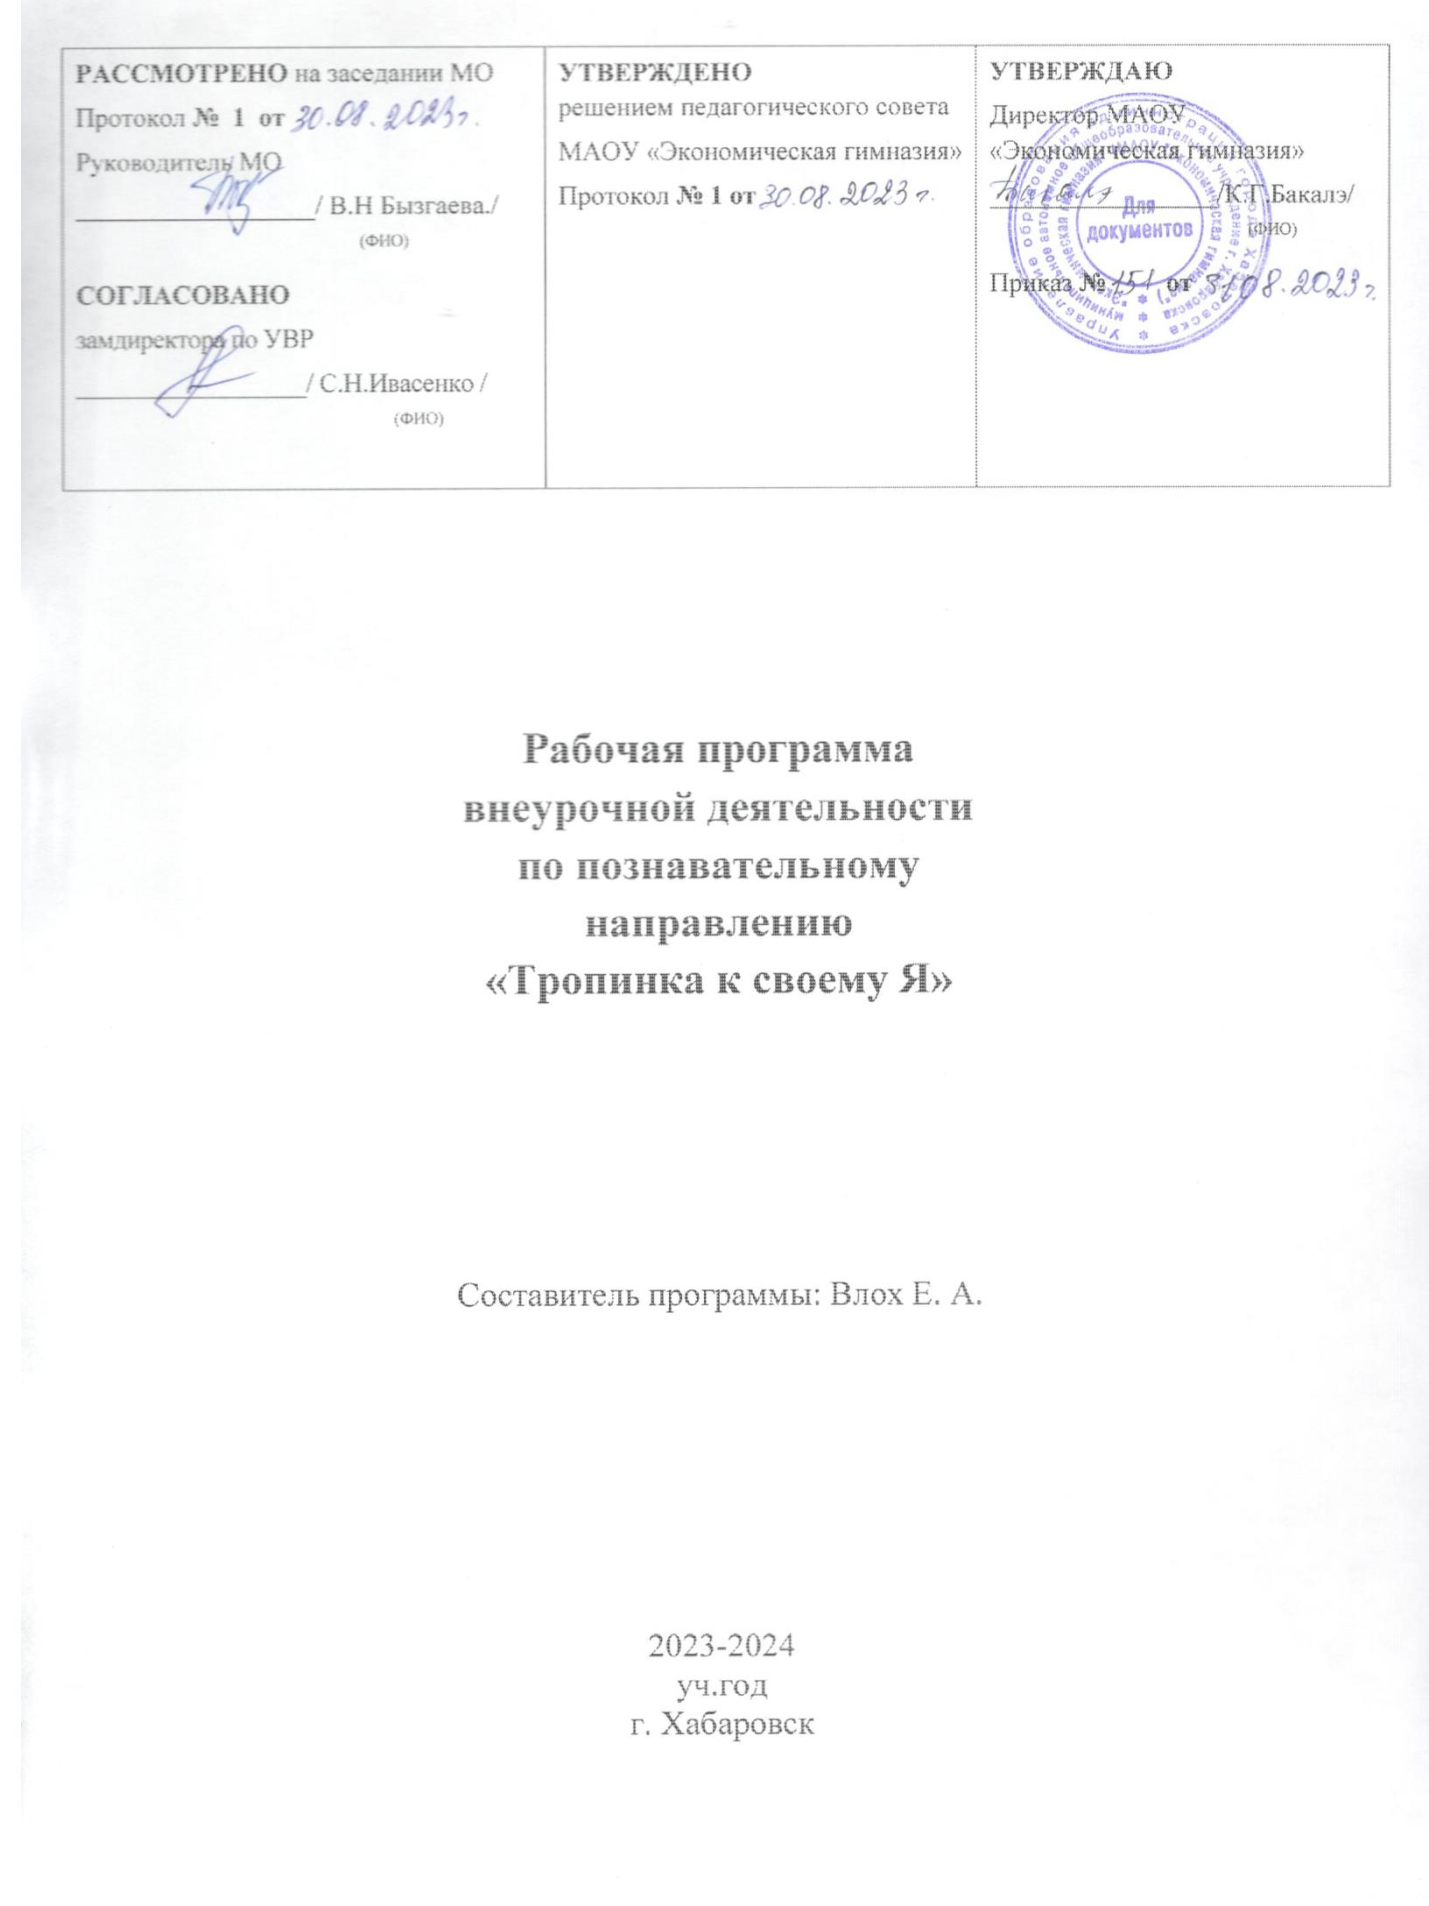 РАССМОТРЕНО на заседании МО
Протокол № 1 от 30.08.2023г.
Руководитель МО
/ В.Н Бызгаева./
(ФИО)
СОГЛАСОВАНО
замдиректора по УВР
/ С.Н.Ивасенко /
(ФИО)
УТВЕРЖДЕНО
решением педагогического совета
МАОУ «Экономическая гимназия»
Протокол № 1 от 30.08.2023 г.
УТВЕРЖДАЮ
Директор МАОУ
«Экономическая гимназия»
/К.Г.Бакалэ/
(ФИО)
Приказ № 151 от 31.08.2023 г.
Для
документов
Рабочая программа
внеурочной деятельности
по познавательному
направлению
«Тропинка к своему Я»
Составитель программы: Влох Е. А.
2023-2024
уч.год
г. Хабаровск